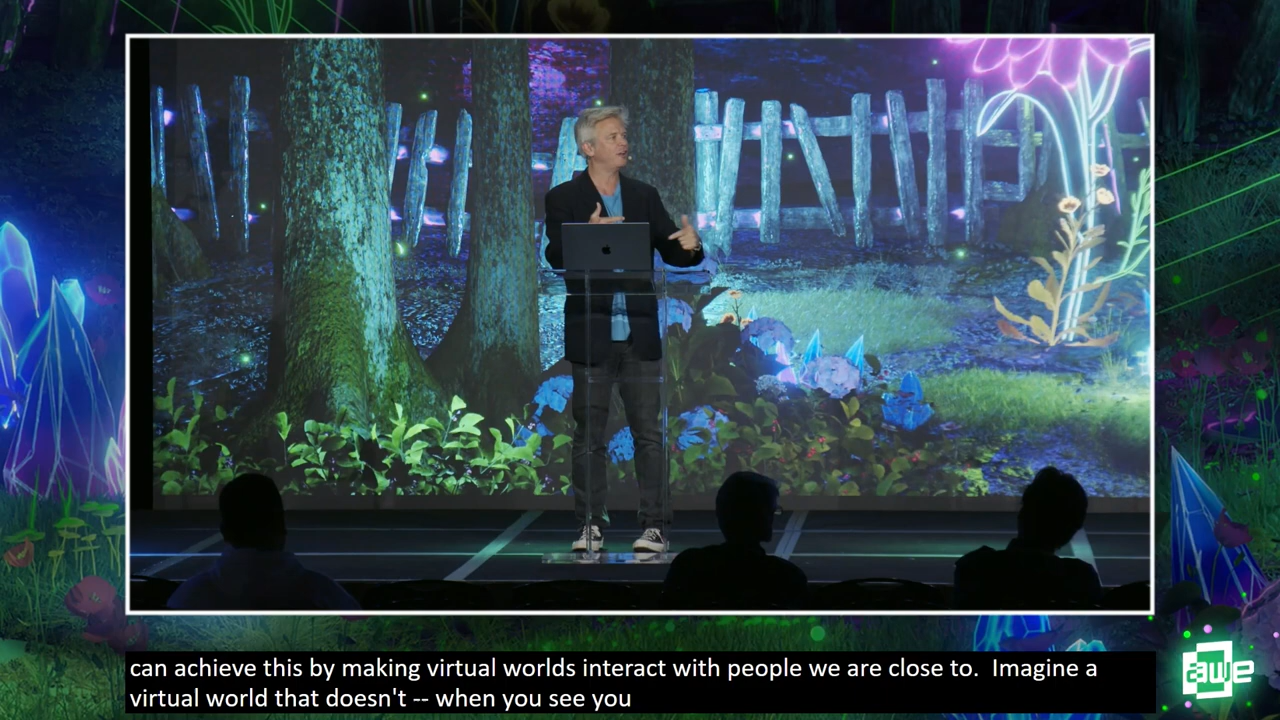 can achieve this by making virtual worlds interact with people we are close to.  Imagine a
virtual world that doesn't -- when you see you
awe